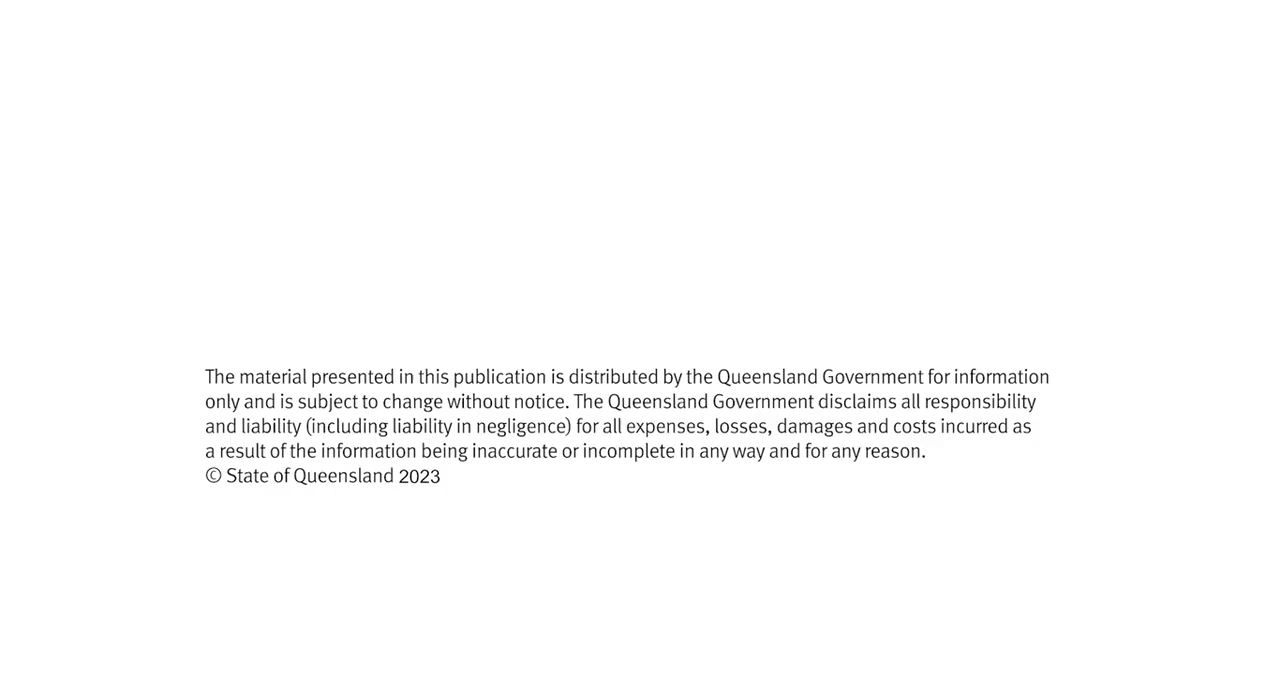 The material presented in this publication is distributed by the Queensland Government for information
only and is subject to change without notice. The Queensland Government disclaims all responsibility
and liability (including liability in negligence) for all expenses, losses, damages and costs incurred as
a result of the information being inaccurate or incomplete in any way and for any reason.
© State of Queensland 2023